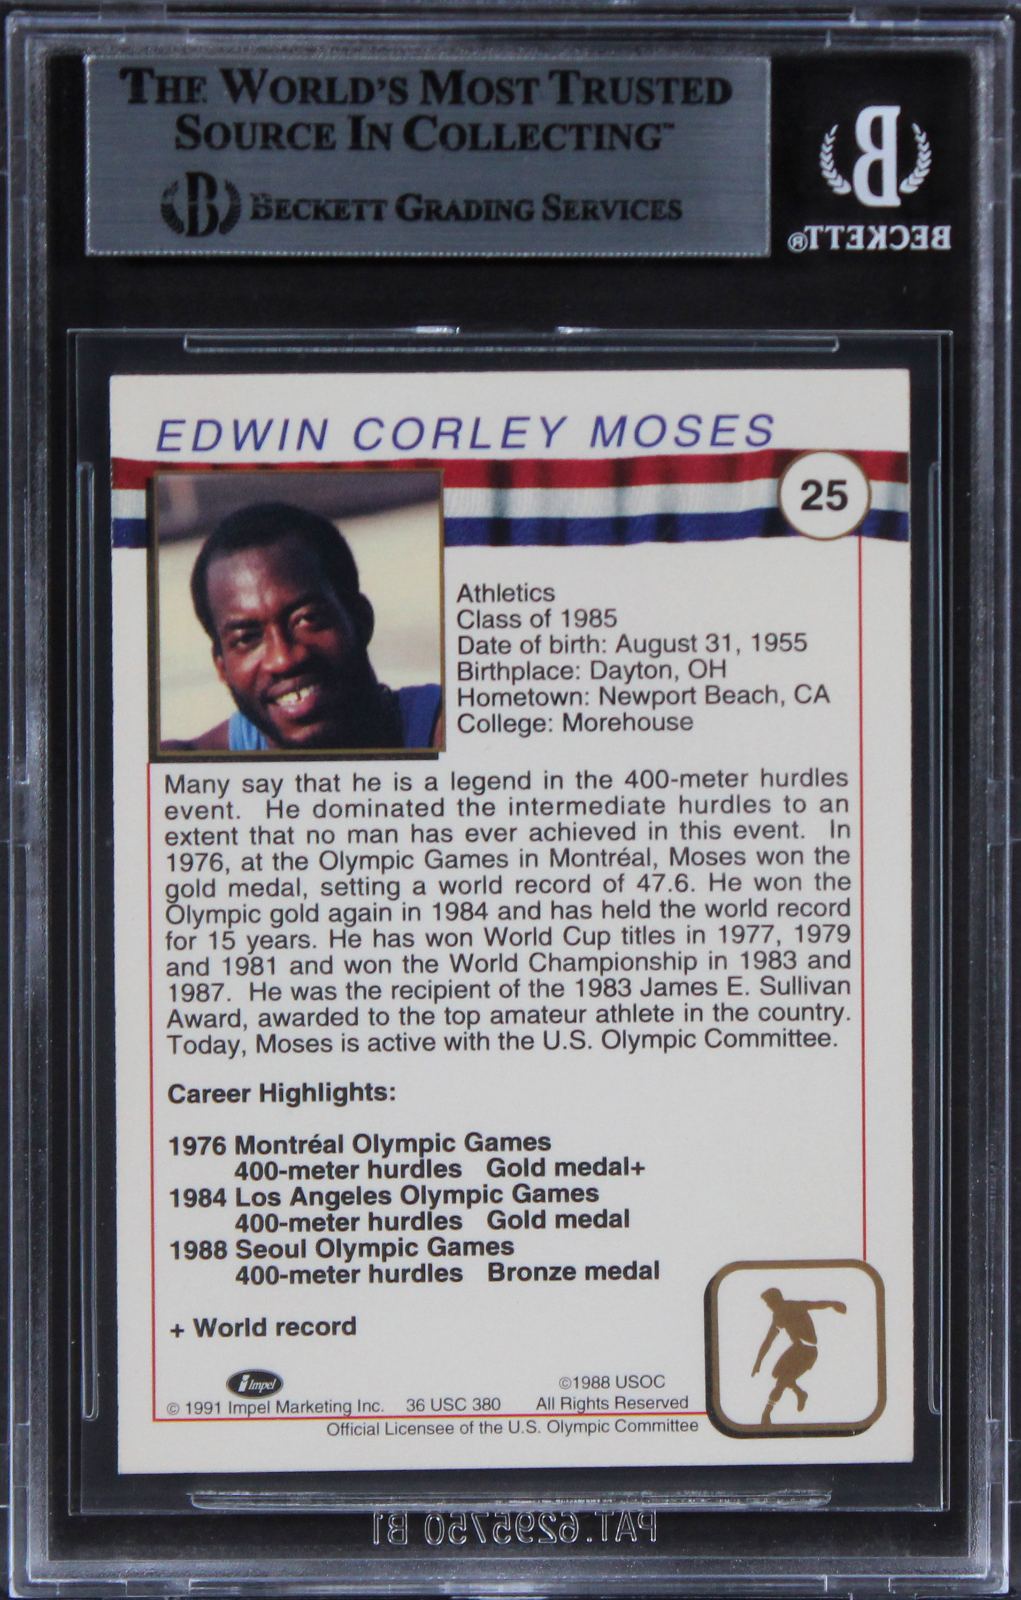 THE WORLD'S MOST TRUSTED
SOURCE IN COLLECTING™
B BECKETT GRADING SERVICES
B
BECKETT®
EDWIN CORLEY MOSES
25
Athletics
Class of 1985
Date of birth: August 31, 1955
Birthplace: Dayton, OH
Hometown: Newport Beach, CA
College: Morehouse
Many say that he is a legend in the 400-meter hurdles
event. He dominated the intermediate hurdles to an
extent that no man has ever achieved in this event. In
1976, at the Olympic Games in Montréal, Moses won the
gold medal, setting a world record of 47.6. He won the
Olympic gold again in 1984 and has held the world record
for 15 years. He has won World Cup titles in 1977, 1979
and 1981 and won the World Championship in 1983 and
1987. He was the recipient of the 1983 James E. Sullivan
Award, awarded to the top amateur athlete in the country.
Today, Moses is active with the U.S. Olympic Committee.
Career Highlights:
1976 Montréal Olympic Games
400-meter hurdles Gold medal+
1984 Los Angeles Olympic Games
400-meter hurdles Gold medal
1988 Seoul Olympic Games
400-meter hurdles Bronze medal
+ World record
Impel
©1988 USOC
© 1991 Impel Marketing Inc. 36 USC 380 All Rights Reserved
Official Licensee of the U.S. Olympic Committee
PAT.6295750 B1